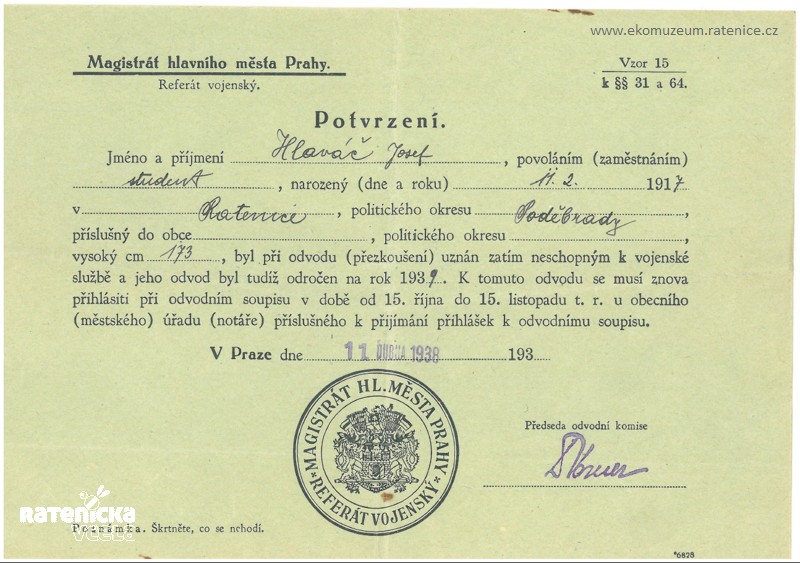 www.ekomuzeum.ratenice.cz
Magistrát hlavního města Prahy.
Referát vojenský.
Vzor 15
k §§ 31 a 64.
Potvrzení.
Jméno a příjmení Hlaváč Josef, povoláním (zaměstnáním)
student, narozený (dne a roku) 11. 2. 1917
v Ratenice, politického okresu Poděbrady,
příslušný do obce, politického okresu,
vysoký cm 173, byl při odvodu (přezkoušení) uznán zatím neschopným k vojenské
službě a jeho odvod byl tudíž odročen na rok 1939. K tomuto odvodu se musí znova
přihlásiti při odvodním soupisu v době od 15. října do 15. listopadu t. r. u obecního
(městského) úřadu (notáře) příslušného k přijímání přihlášek k odvodnímu soupisu.
V Praze dne 11 DUBNA 1938 193
MAGISTRÁT HL. MĚSTA PRAHY
REFERÁT VOJENSKÝ
Předseda odvodní komise
RATENICKÁ
včela
Poznámka. Škrtněte, co se nehodí.
*6828